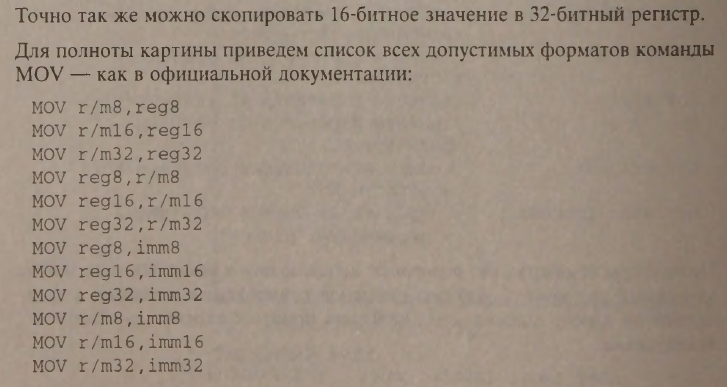 Точно так же можно скопировать 16-битное значение в 32-битный регистр.
Для полноты картины приведем список всех допустимых форматов команды
MOV — как в официальной документации:
MOV r/m8,reg8
MOV r/m16,reg16
MOV r/m32,reg32
MOV reg8,r/m8
MOV reg16,r/m16
MOV reg32,r/m32
MOV reg8,imm8
MOV reg16,imm16
MOV reg32,imm32
MOV r/m8,imm8
MOV r/m16,imm16
MOV r/m32,imm32